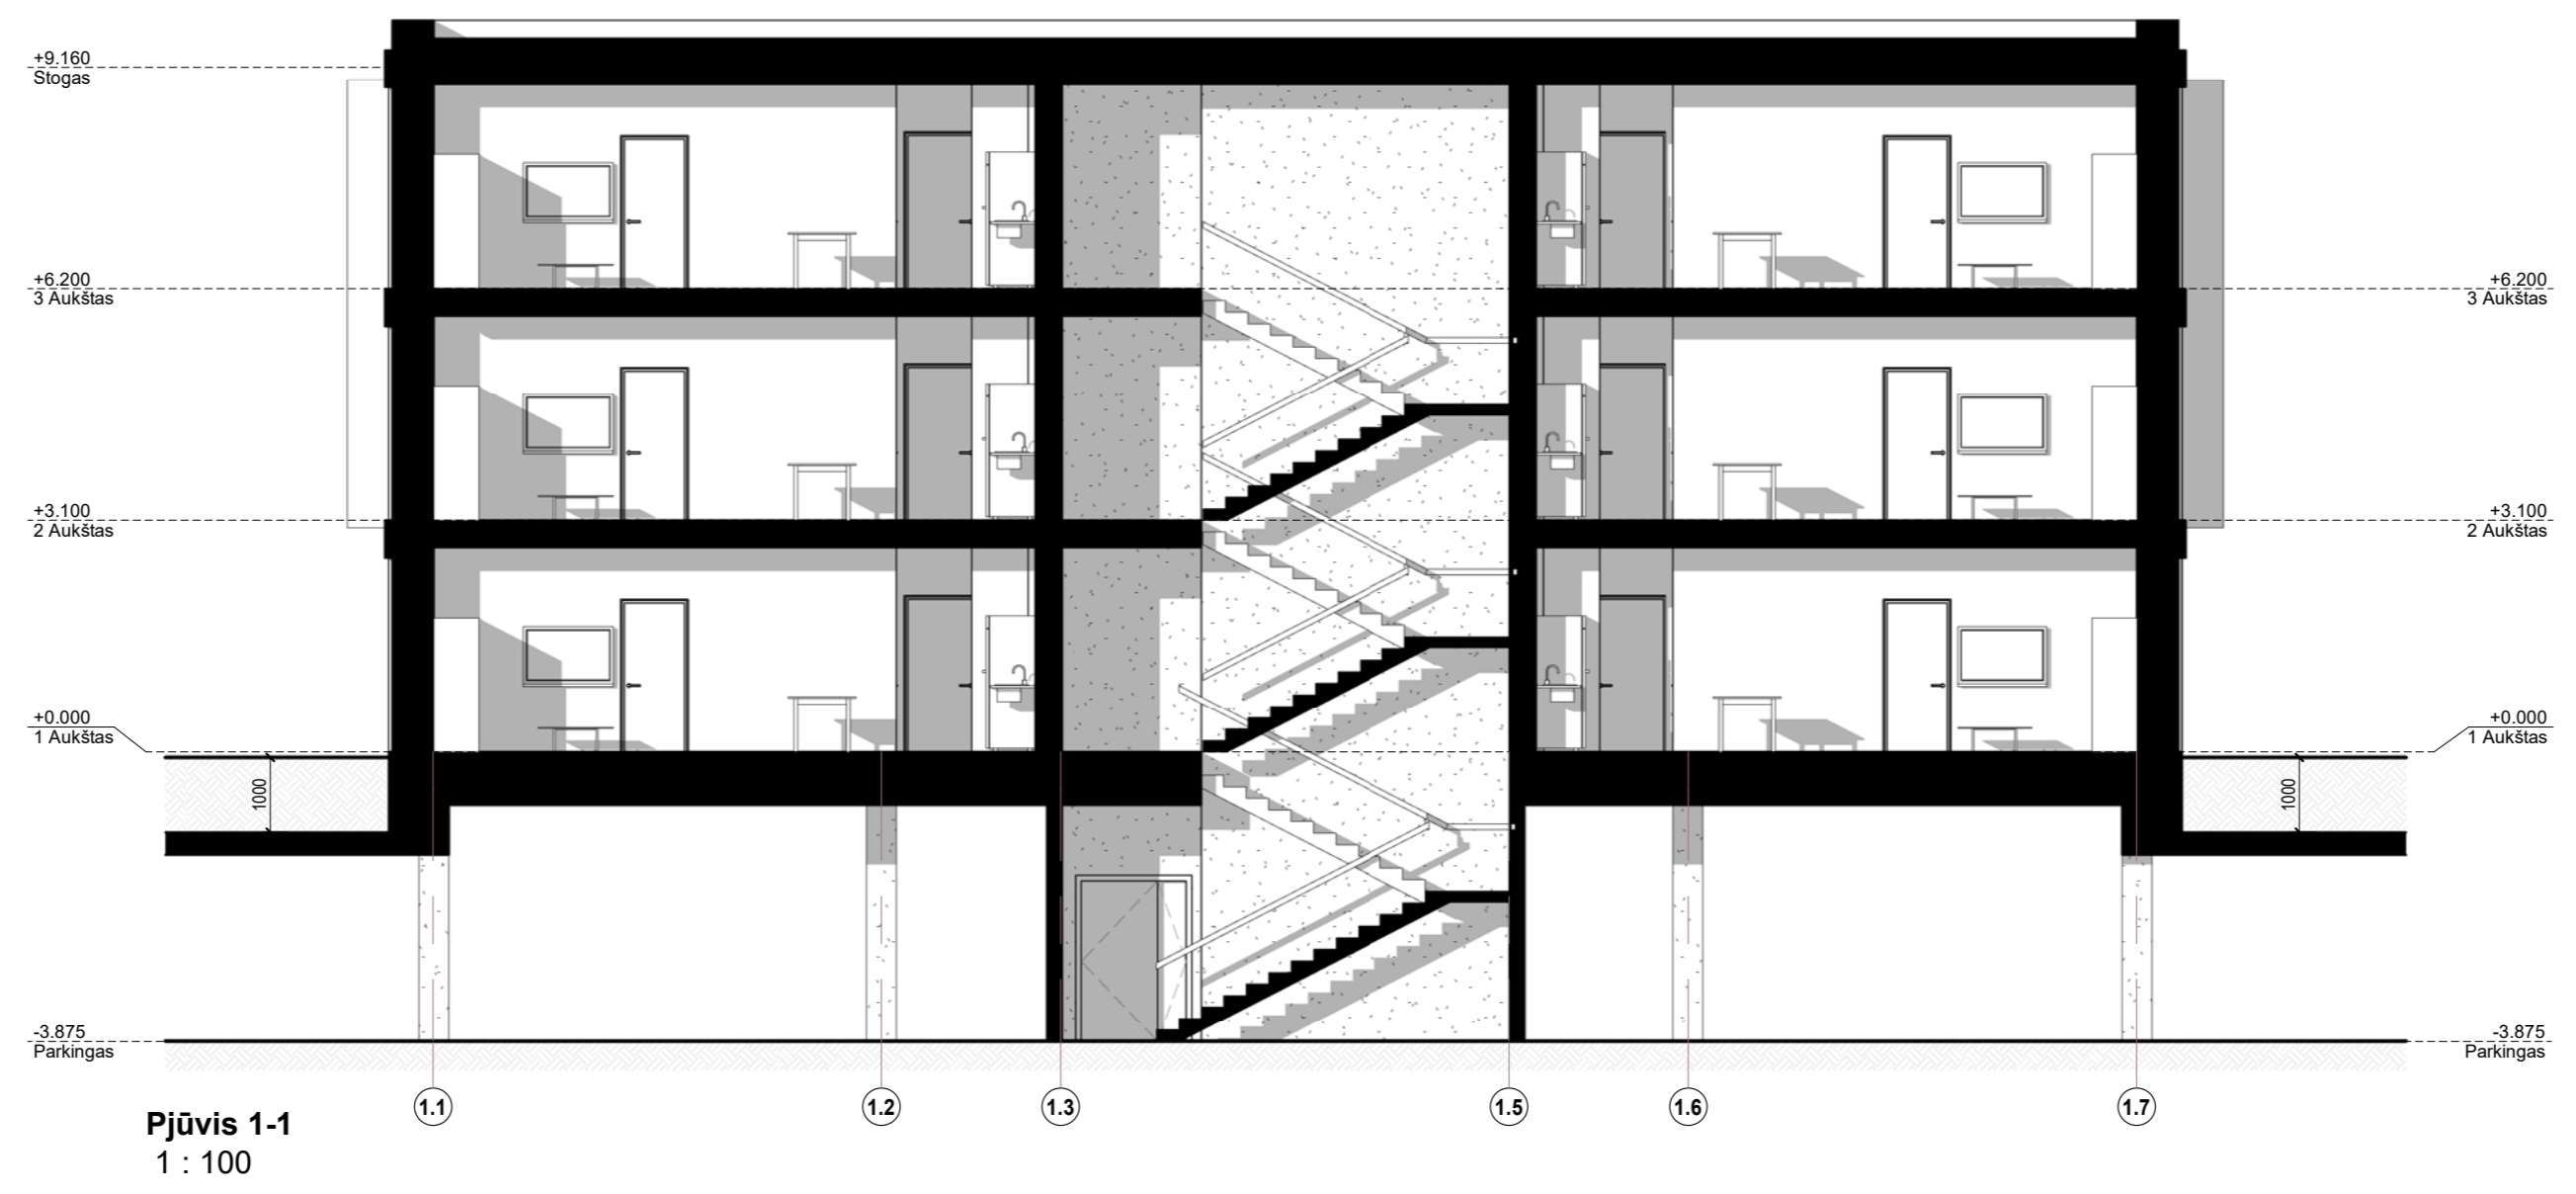 +9.160
Stogas
+6.200
3 Aukštas
+6.200
3 Aukštas
+3.100
2 Aukštas
+3.100
2 Aukštas
+0.000
1 Aukštas
+0.000
1 Aukštas
1000
1000
-3.875
Parkingas
-3.875
Parkingas
1.1
1.2
1.3
1.5
1.6
1.7
Pjūvis 1-1
1 : 100